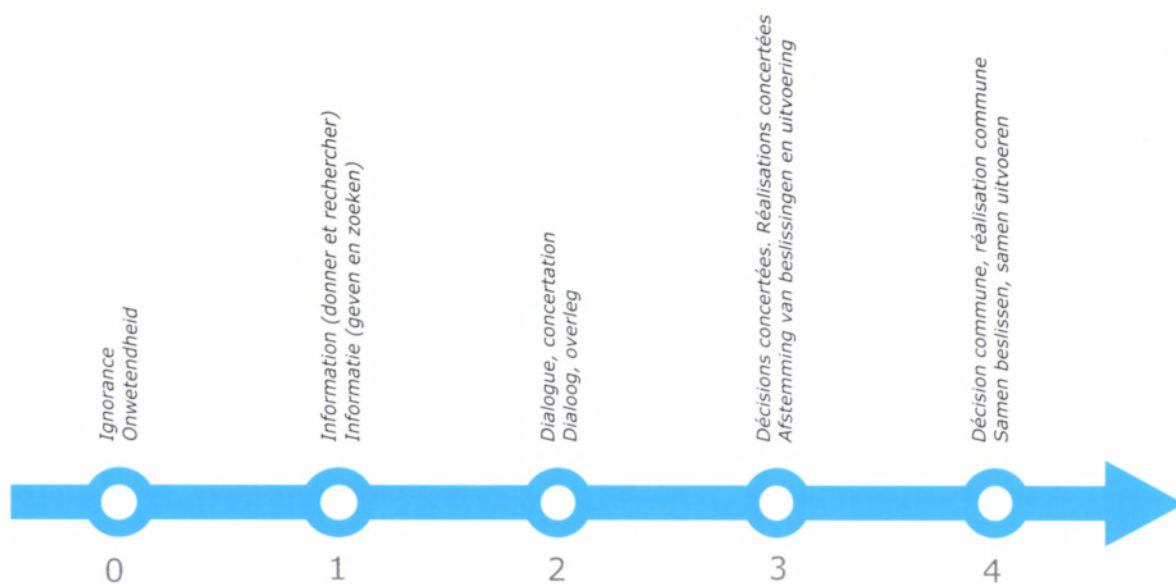 Ignorance
Onwetendheid
Information (donner et rechercher)
Informatie (geven en zoeken)
Dialogue, concertation
Dialoog, overleg
Décisions concertées. Réalisations concertées
Afstemming van beslissingen en uitvoering
Décision commune, réalisation commune
Samen beslissen, samen uitvoeren
0
1
2
3
4